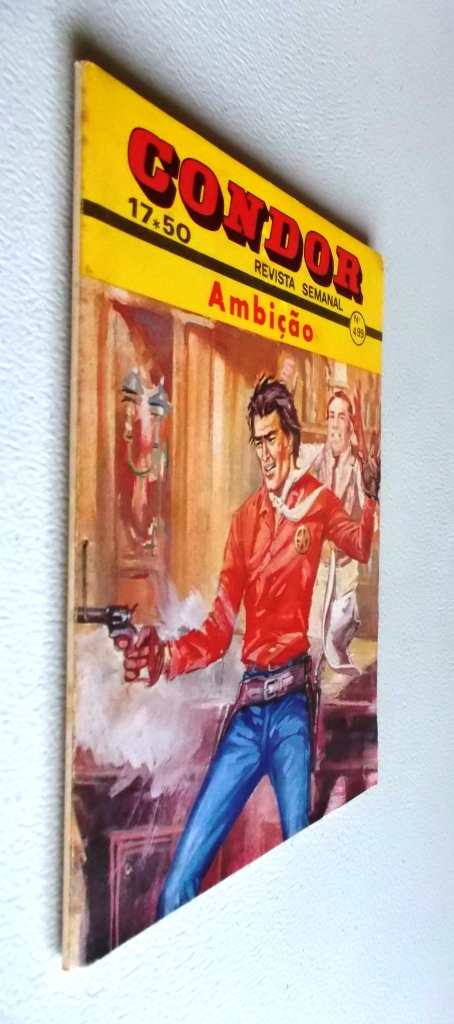 CONDOR
17*50
REVISTA SEMANAL
Nº
499
Ambição